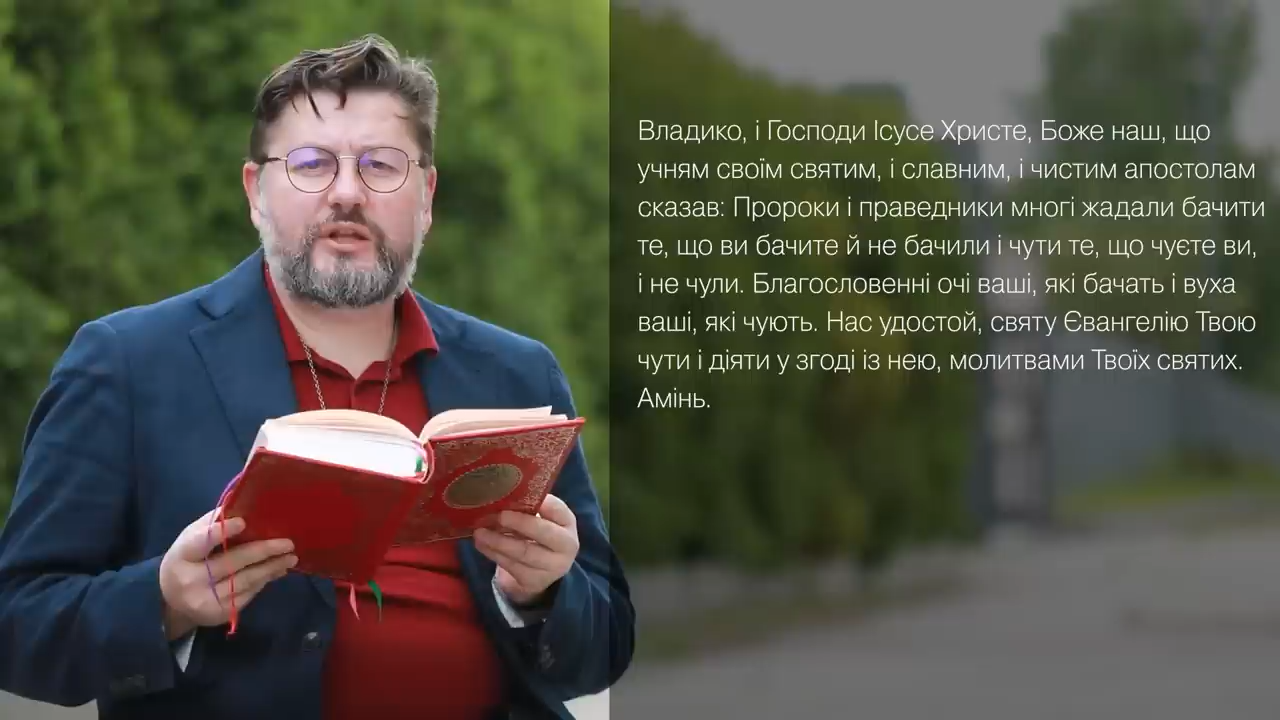 Владико, і Господи Ісусе Христе, Боже наш, що
учням своїм святим, і славним, і чистим апостолам
сказав: Пророки і праведники многі жадали бачити
те, що ви бачите й не бачили і чути те, що чуєте ви,
і не чули. Благословенні очі ваші, які бачать і вуха
ваші, які чують. Нас удостой, святу Євангелію Твою
чути і діяти у згоді із нею, молитвами Твоїх святих.
Амінь.